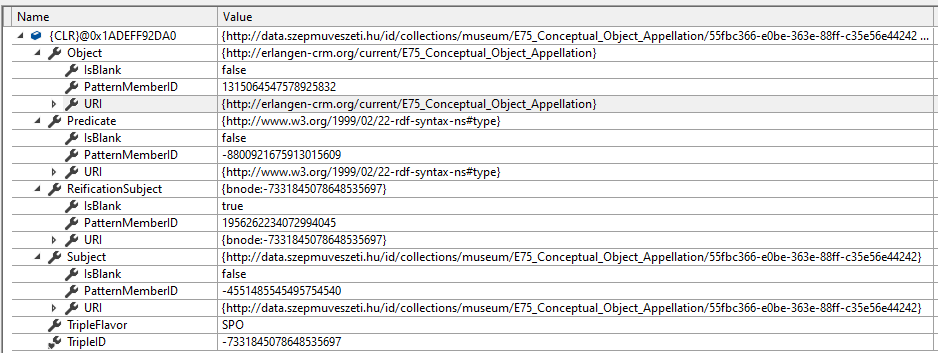 Name Value
{CLR}@0x1ADEFF92DA0 {http://data.szepmuveszeti.hu/id/collections/museum/E75_Conceptual_Object_Appellation/55fbc366-e0be-363e-88ff-c35e56e44242 ...
Object {http://erlangen-crm.org/current/E75_Conceptual_Object_Appellation}
IsBlank false
PatternMemberID 1315064547578925832
URI {http://erlangen-crm.org/current/E75_Conceptual_Object_Appellation}
Predicate {http://www.w3.org/1999/02/22-rdf-syntax-ns#type}
IsBlank false
PatternMemberID -8800921675913015609
URI {http://www.w3.org/1999/02/22-rdf-syntax-ns#type}
ReificationSubject {bnode:-7331845078648535697}
IsBlank true
PatternMemberID 1956262234072994045
URI {bnode:-7331845078648535697}
Subject {http://data.szepmuveszeti.hu/id/collections/museum/E75_Conceptual_Object_Appellation/55fbc366-e0be-363e-88ff-c35e56e44242}
IsBlank false
PatternMemberID -4551485545495754540
URI {http://data.szepmuveszeti.hu/id/collections/museum/E75_Conceptual_Object_Appellation/55fbc366-e0be-363e-88ff-c35e56e44242}
TripleFlavor SPO
TripleID -7331845078648535697